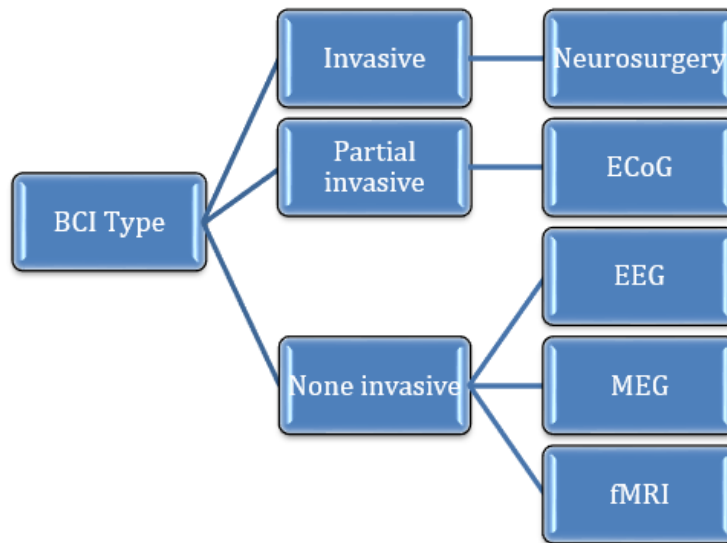 Invasive
Neurosurgery
Partial
invasive
ECoG
BCI Type
EEG
None invasive
MEG
fMRI